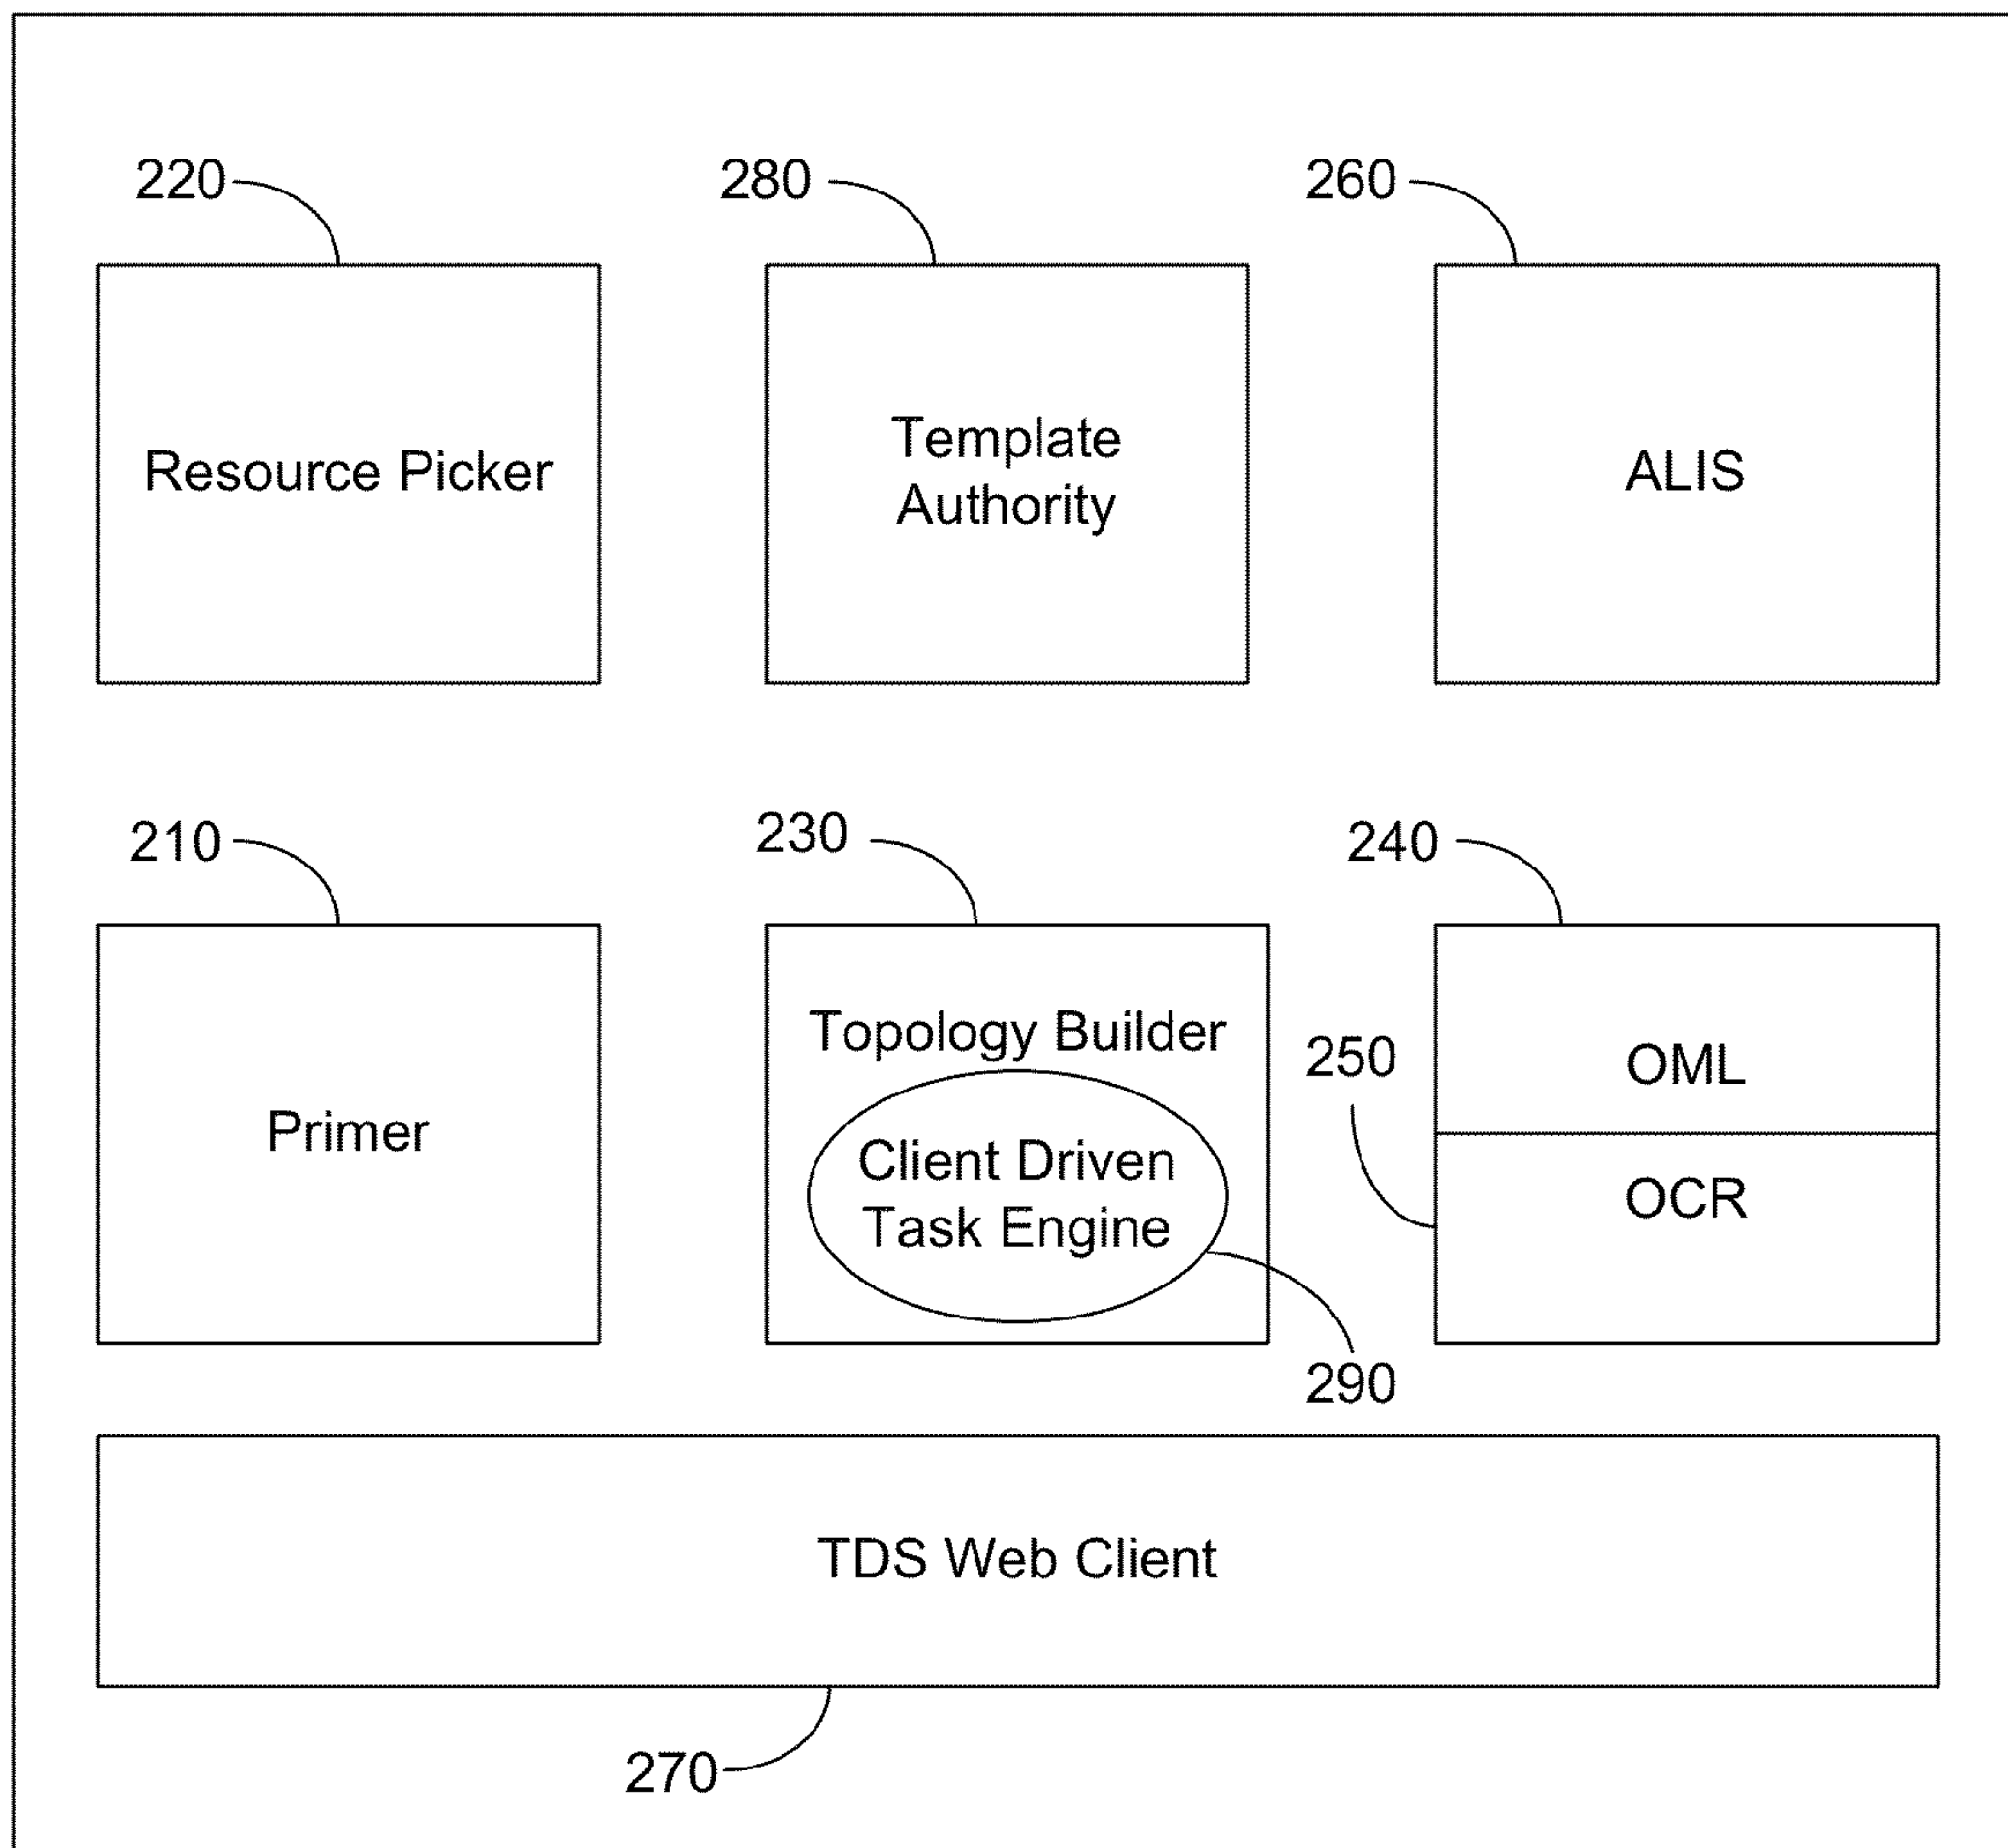 220
280
260
Resource Picker
Template
Authority
ALIS
210
230
240
Primer
Topology Builder
Client Driven
Task Engine
250
OML
OCR
290
TDS Web Client
270